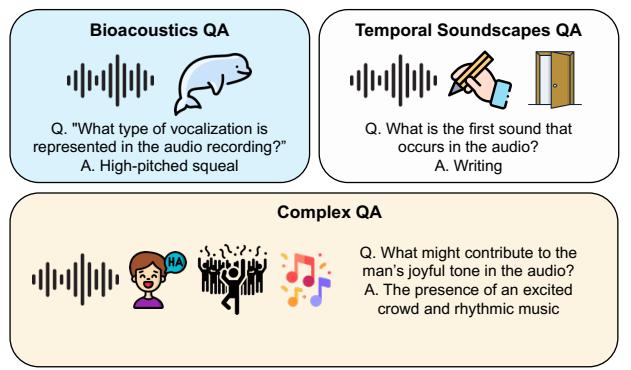 Bioacoustics QA
Q. "What type of vocalization is
represented in the audio recording?”
A. High-pitched squeal
Temporal Soundscapes QA
Q. What is the first sound that
occurs in the audio?
A. Writing
Complex QA
HA
Q. What might contribute to the
man’s joyful tone in the audio?
A. The presence of an excited
crowd and rhythmic music